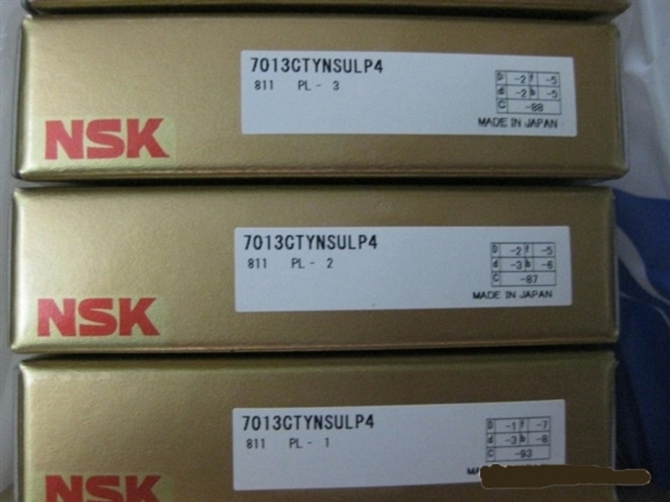 7013CTYNSULP4
811 PL - 3
D -2 f -5
d -2 b -5
C -88
MADE IN JAPAN
NSK
7013CTYNSULP4
811 PL - 2
D -2 f -5
d -3 b -6
C -87
MADE IN JAPAN
NSK
7013CTYNSULP4
811 PL - 1
D -1 f -7
d -3 b -8
C -93
NSK